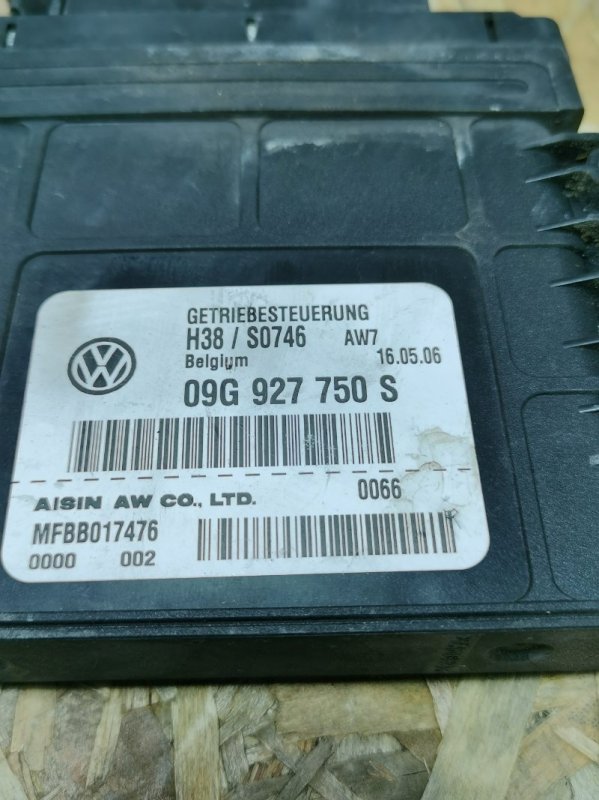 GETRIEBESTEUERUNG
H38 / S0746 AW7
Belgium 16.05.06
09G 927 750 S
AISIN AW CO., LTD. 0066
MFBB017476
0000 002